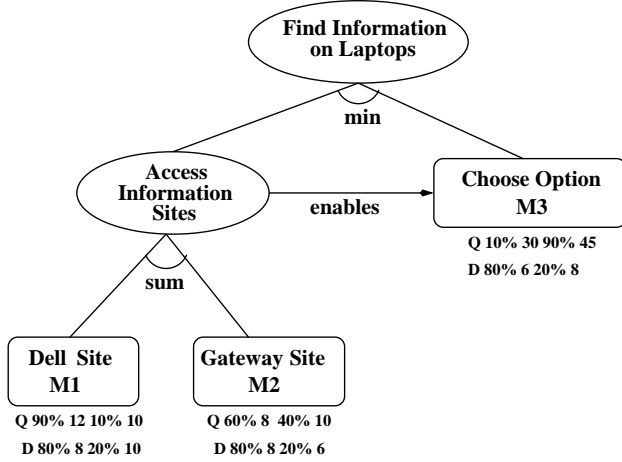 Find Information
on Laptops
min
Access
Information
Sites
enables
Choose Option
M3
Q 10% 30 90% 45
D 80% 6 20% 8
sum
Dell Site
M1
Q 90% 12 10% 10
D 80% 8 20% 10
Gateway Site
M2
Q 60% 8 40% 10
D 80% 8 20% 6